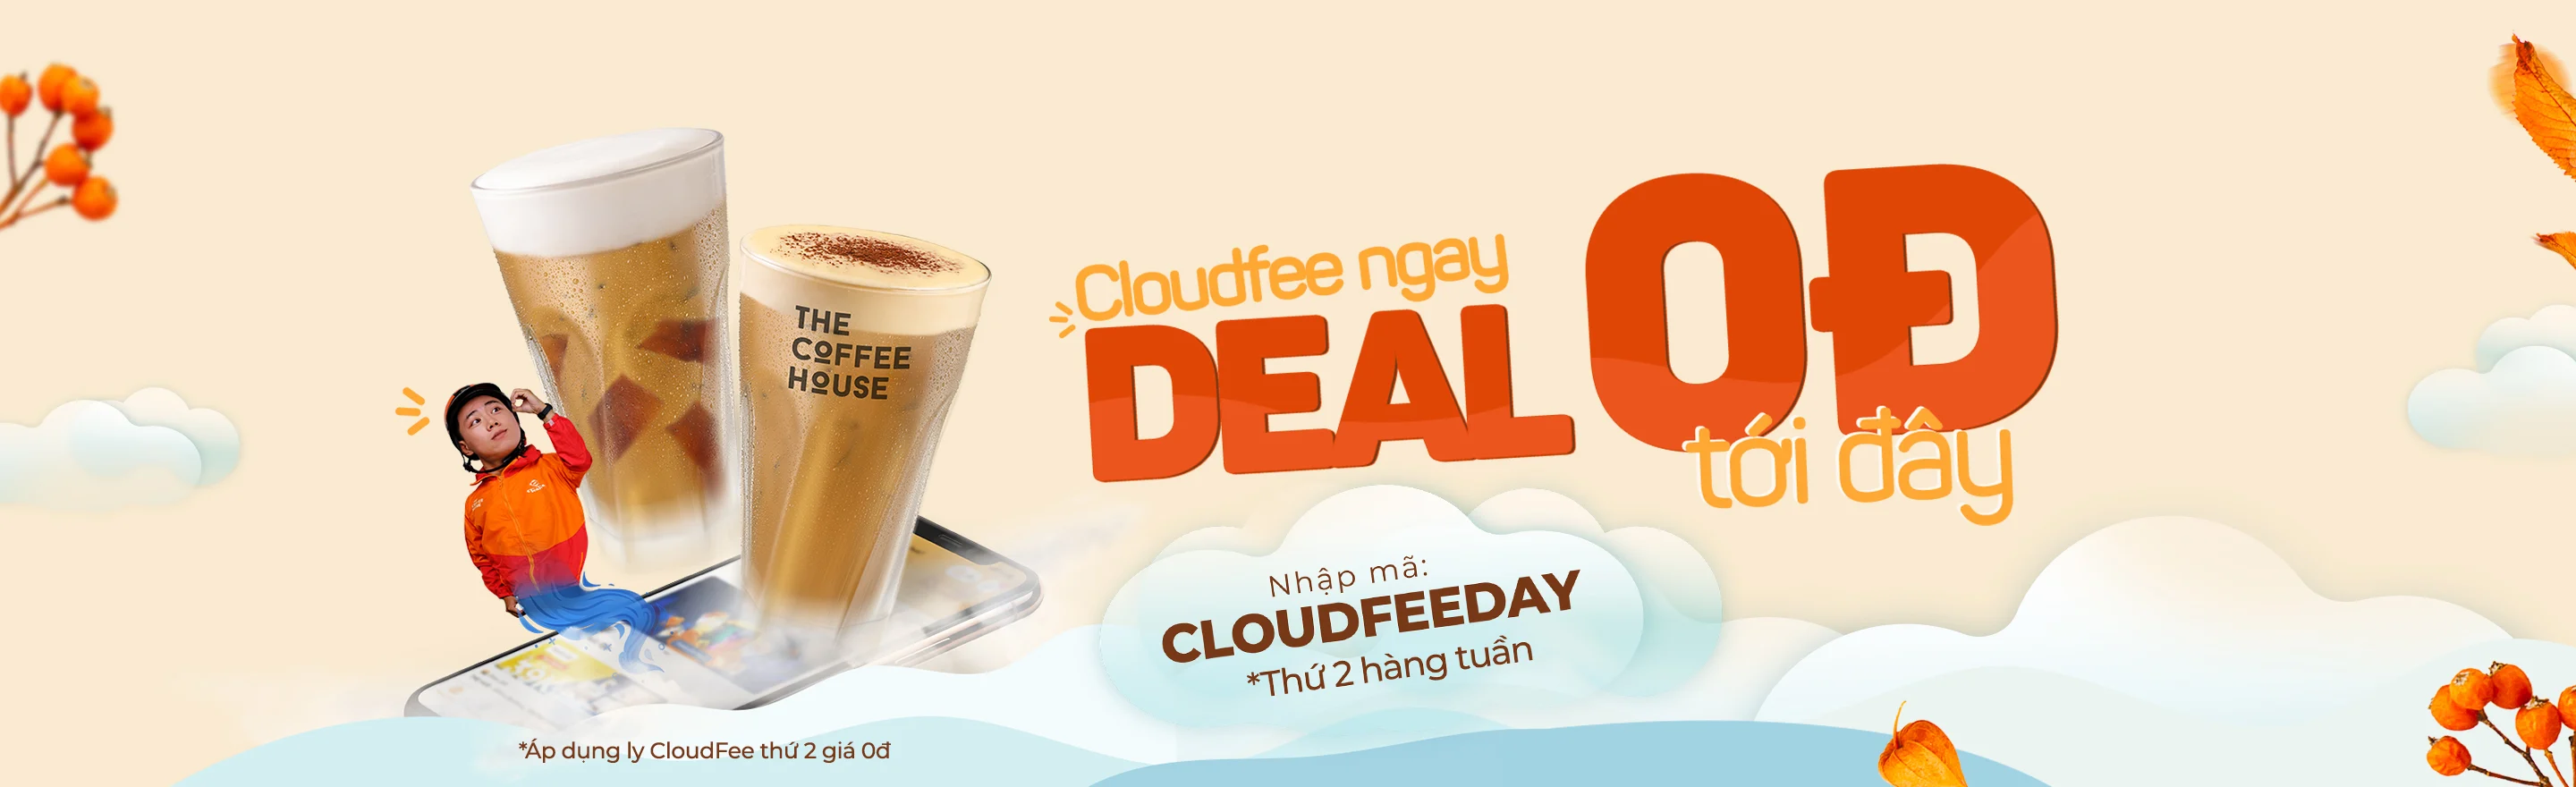 THE
COFFEE
HOUSE
Cloudfee ngay
DEAL 0Đ
tới đây
Nhập mã:
CLOUDFEEDAY
*Thứ 2 hàng tuần
*Áp dụng ly CloudFee thứ 2 giá 0đ